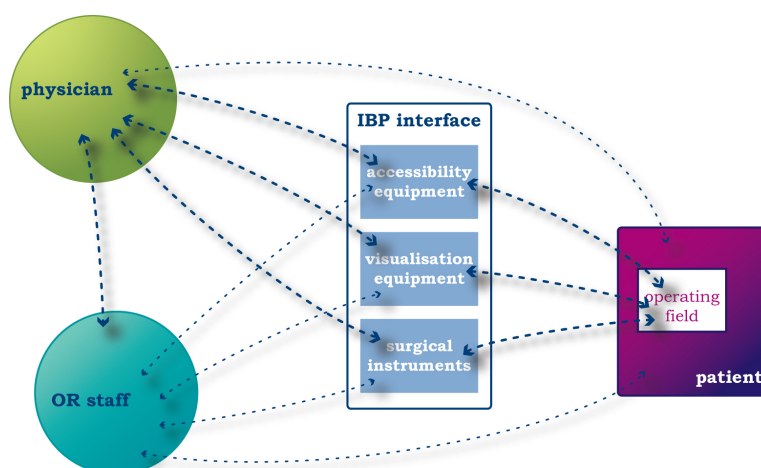 physician
IBP interface
accessibility
equipment
visualisation
equipment
surgical
instruments
operating
field
patient
OR staff